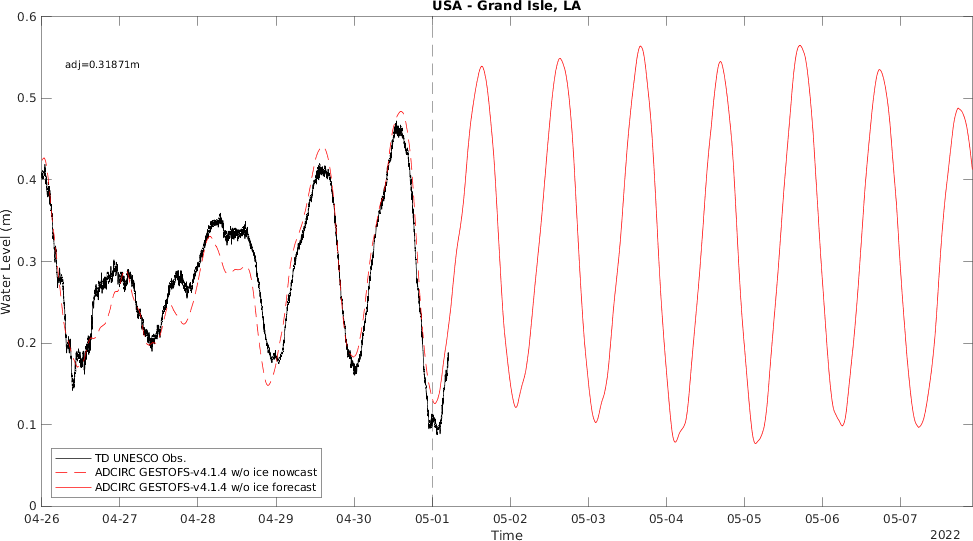 USA - Grand Isle, LA
0.6
adj=0.31871m
0.5
0.4
0.3
0.2
0.1
0
Water Level (m)
TD UNESCO Obs.
ADCIRC GESTOFS-v4.1.4 w/o ice nowcast
ADCIRC GESTOFS-v4.1.4 w/o ice forecast
04-26 04-27 04-28 04-29 04-30 05-01 05-02 05-03 05-04 05-05 05-06 05-07
Time
2022